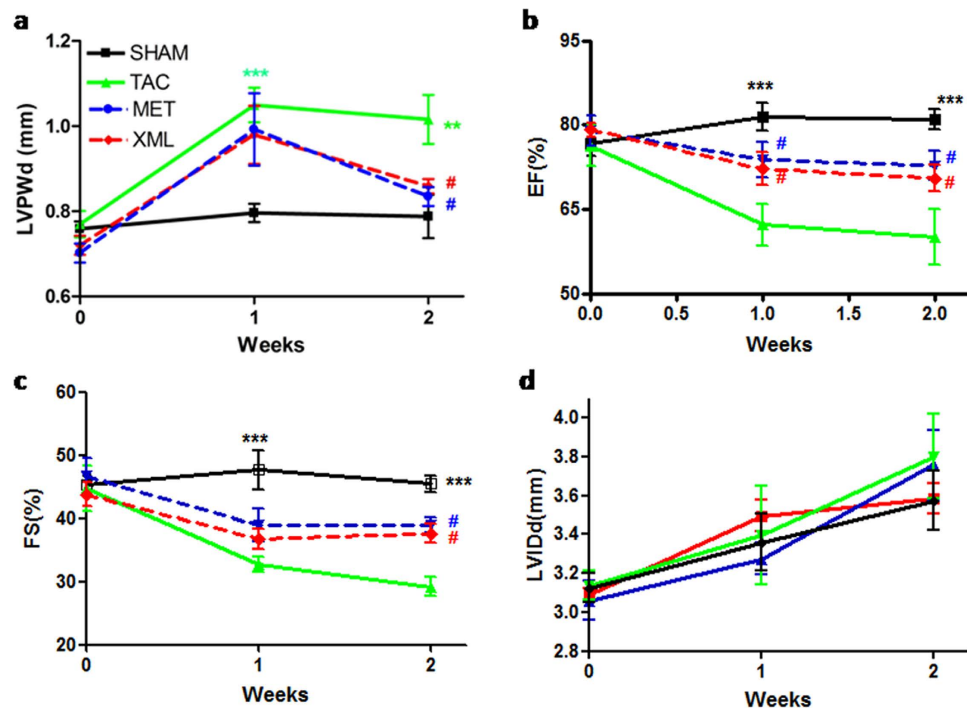 a
LVPWd (mm)
1.2
1.0
0.8
0.6
SHAM
TAC
MET
XML
***
**
#
#
0 1 2
Weeks
b
EF(%)
95
80
65
50
***
***
#
#
#
#
0.0 0.5 1.0 1.5 2.0
Weeks
c
FS(%)
60
50
40
30
20
***
***
#
#
0 1 2
Weeks
d
LVIDd(mm)
4.0
3.8
3.6
3.4
3.2
3.0
2.8
0 1 2
Weeks